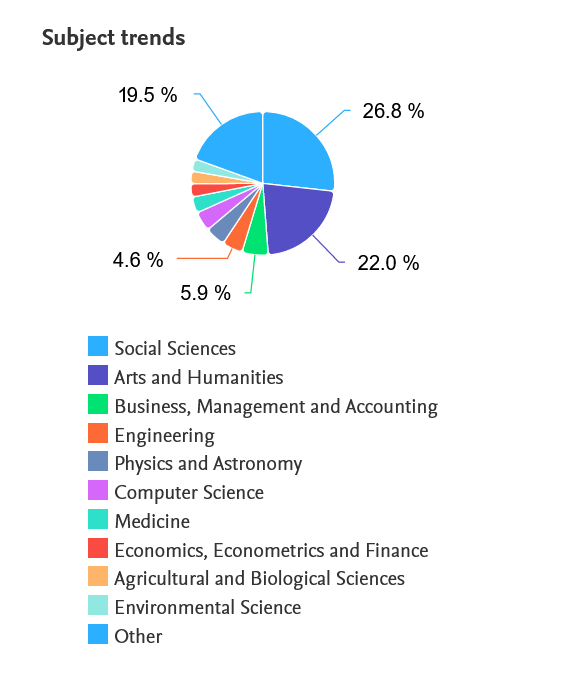 Subject trends
19.5 %
26.8 %
4.6 %
22.0 %
5.9 %
Social Sciences
Arts and Humanities
Business, Management and Accounting
Engineering
Physics and Astronomy
Computer Science
Medicine
Economics, Econometrics and Finance
Agricultural and Biological Sciences
Environmental Science
Other